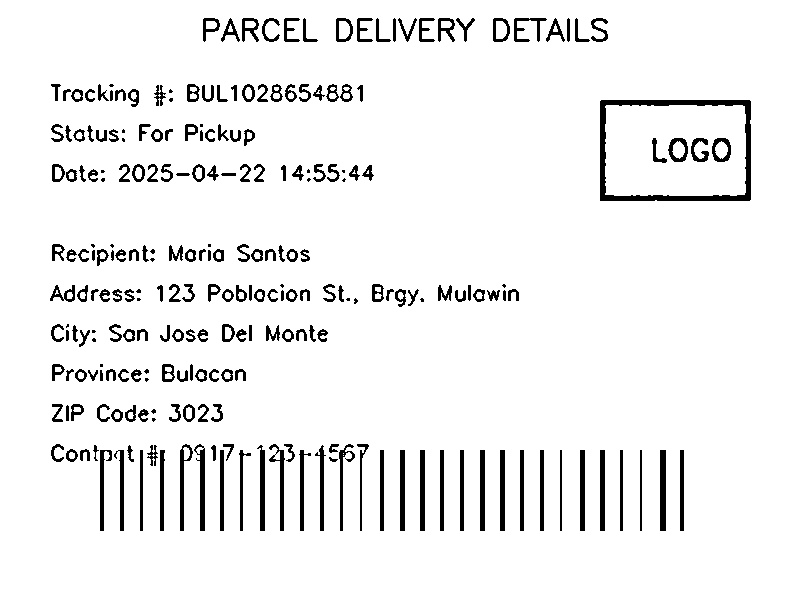 PARCEL DELIVERY DETAILS
Tracking #: BUL1028654881
Status: For Pickup
Date: 2025-04-22 14:55:44
LOGO
Recipient: Maria Santos
Address: 123 Poblacion St., Brgy. Mulawin
City: San Jose Del Monte
Province: Bulacan
ZIP Code: 3023
Contact #: 0917-123-4567